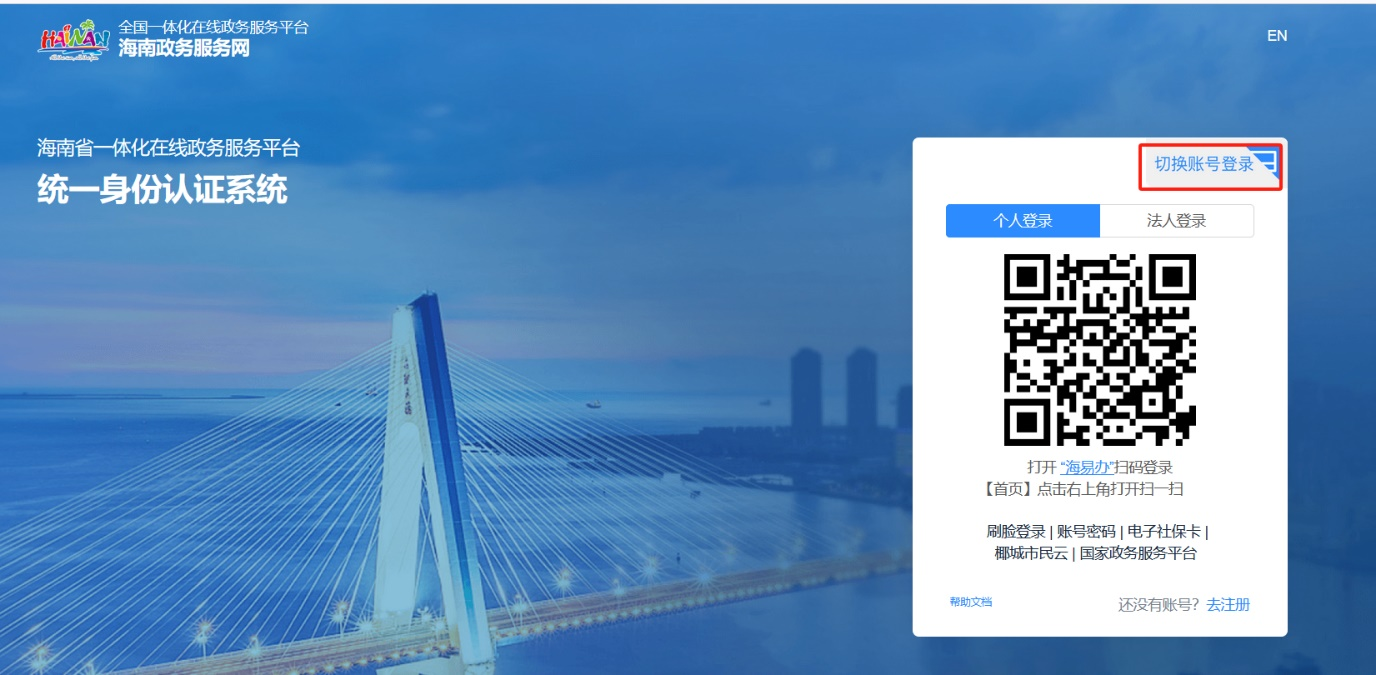 HAINAN
全国一体化在线政务服务平台
海南政务服务网
EN
海南省一体化在线政务服务平台
统一身份认证系统
切换账号登录
个人登录
法人登录
打开 “海易办”扫码登录
【首页】点击右上角打开扫一扫
刷脸登录 | 账号密码 | 电子社保卡 |
椰城市民云 | 国家政务服务平台
帮助文档
还没有账号？ 去注册